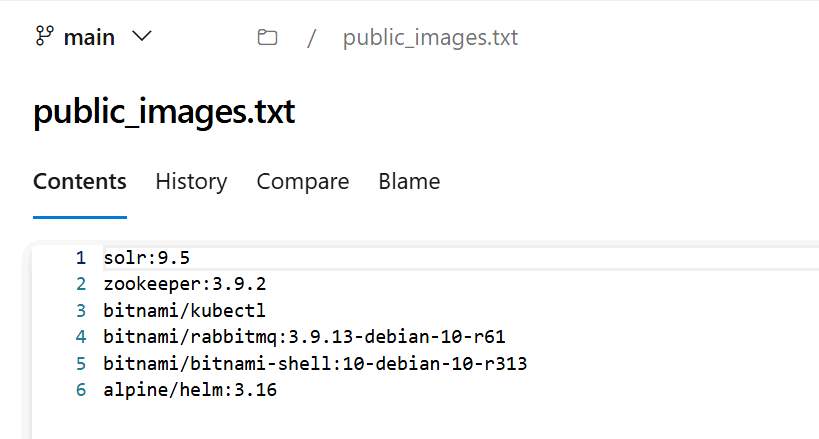 main
/ public_images.txt
public_images.txt
Contents History Compare Blame
1 solr:9.5
2 zookeeper:3.9.2
3 bitnami/kubectl
4 bitnami/rabbitmq:3.9.13-debian-10-r61
5 bitnami/bitnami-shell:10-debian-10-r313
6 alpine/helm:3.16